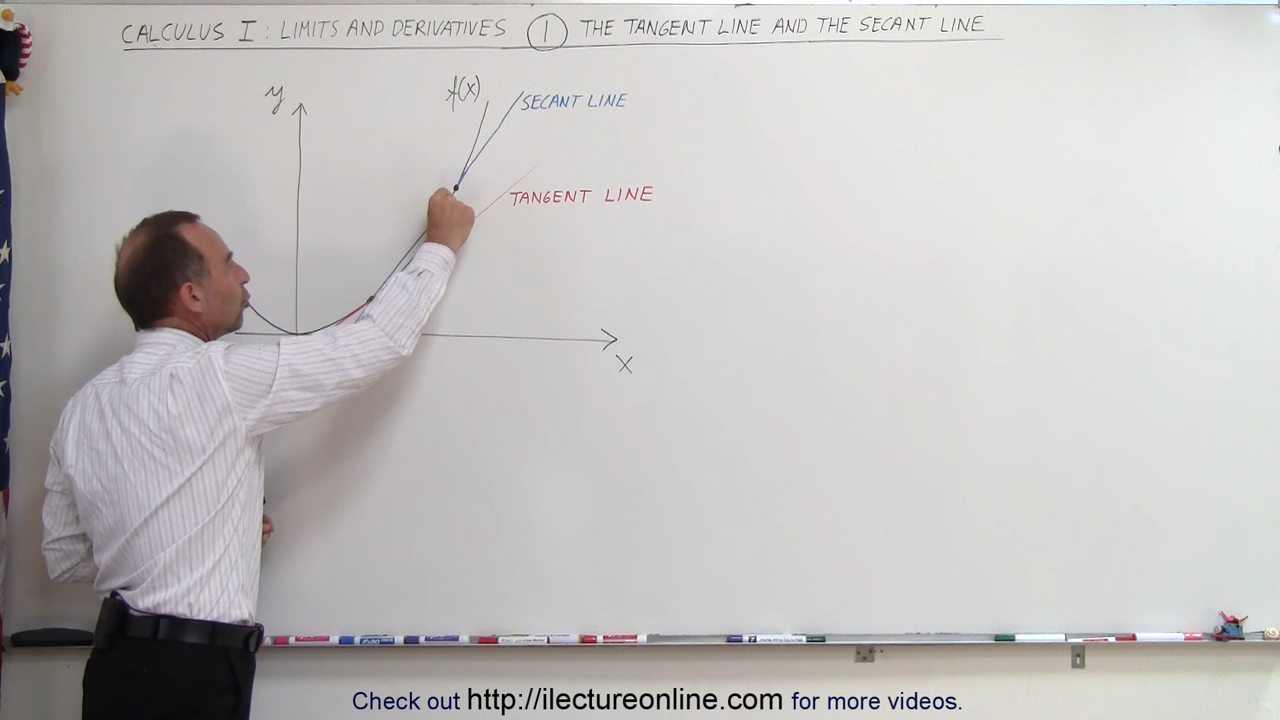 CALCULUS I: LIMITS AND DERIVATIVES ① THE TANGENT LINE AND THE SECANT LINE
y
f(x)
SECANT LINE
TANGENT LINE
x
Check out http://ilectureonline.com for more videos.